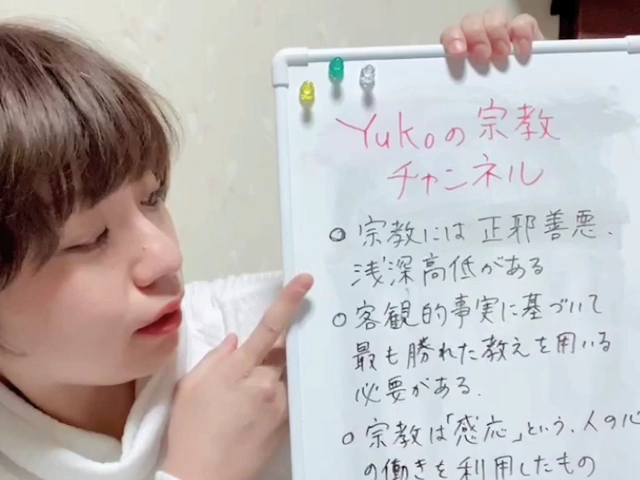 Yukoの宗教
チャンネル
○ 宗教には正邪善悪、
浅深高低がある
○ 客観的事実に基づいて
最も勝れた教えを用いる
必要がある.
○ 宗教は「感応」という、人の心
の働きを利用したもの